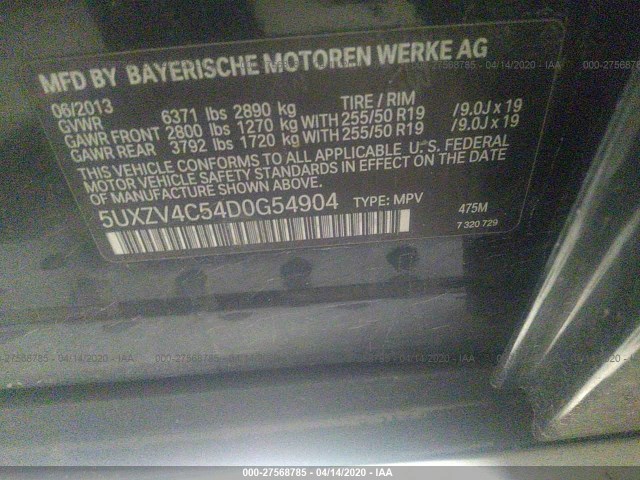 MFD BY BAYERISCHE MOTOREN WERKE AG
06/2013 TIRE / RIM
GVWR 6371 lbs 2890 kg
GAWR FRONT 2800 lbs 1270 kg WITH 255/50 R19 /9.0J x 19
GAWR REAR 3792 lbs 1720 kg WITH 255/50 R19 /9.0J x 19
THIS VEHICLE CONFORMS TO ALL APPLICABLE U.S. FEDERAL
MOTOR VEHICLE SAFETY STANDARDS IN EFFECT ON THE DATE
OF MANUFACTURE SHOWN ABOVE.
5UXZV4C54D0G54904 TYPE: MPV 475M
7 320 729
000-27568785 - 04/14/2020 - IAA